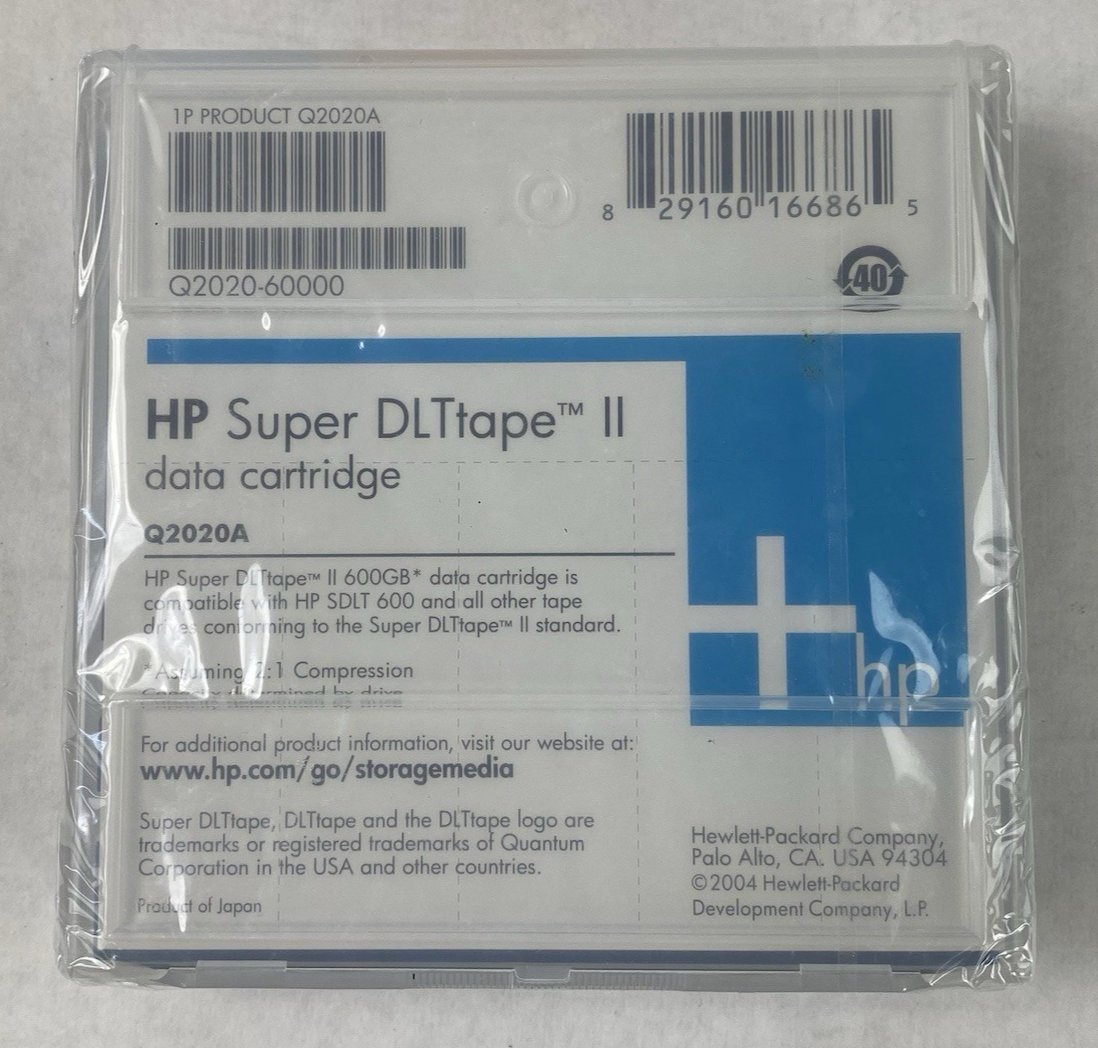 1P PRODUCT Q2020A
8 29160 16686 5
Q2020-60000
40
HP Super DLTtape™ II
data cartridge
Q2020A
HP Super DLTtape™ II 600GB* data cartridge is
compatible with HP SDLT 600 and all other tape
drives conforming to the Super DLTtape™ II standard.
*Assuming 2:1 Compression
Capacity determined by drive
hp
For additional product information, visit our website at:
www.hp.com/go/storagemedia
Super DLTtape, DLTtape and the DLTtape logo are
trademarks or registered trademarks of Quantum
Corporation in the USA and other countries.
Product of Japan
Hewlett-Packard Company,
Palo Alto, CA. USA 94304
©2004 Hewlett-Packard
Development Company, L.P.